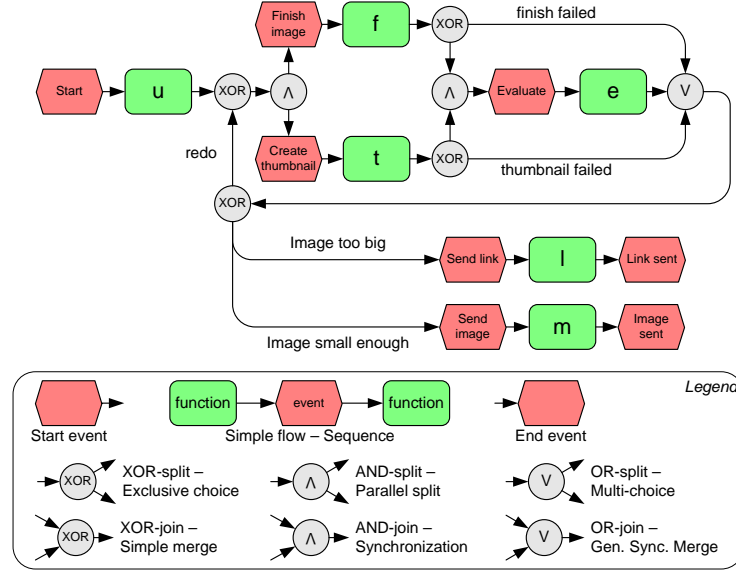 Finish
image
f
XOR
finish failed
Start
u
XOR
Λ
Λ
Evaluate
e
V
redo
Create
thumbnail
t
XOR
thumbnail failed
XOR
Image too big
Send link
l
Link sent
Image small enough
Send
image
m
Image
sent
Legend
function
event
function
Start event
Simple flow – Sequence
End event
XOR
XOR-split –
Exclusive choice
Λ
AND-split –
Parallel split
V
OR-split –
Multi-choice
XOR
XOR-join –
Simple merge
Λ
AND-join –
Synchronization
V
OR-join –
Gen. Sync. Merge